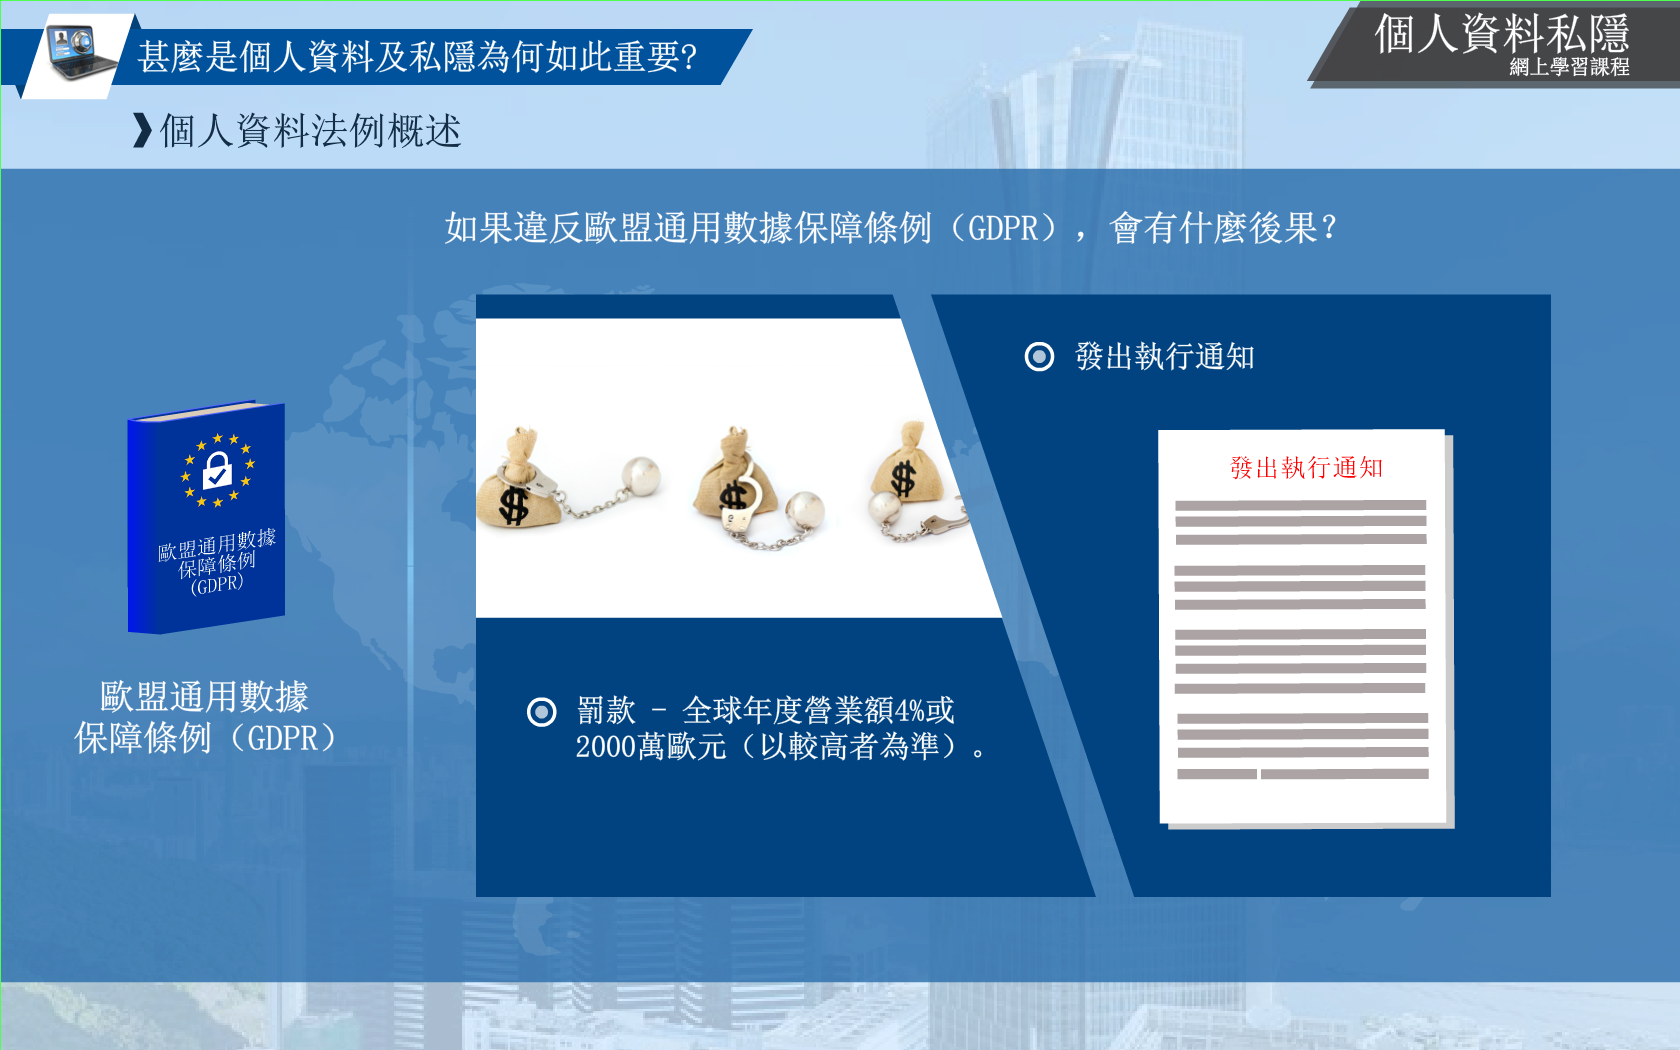 甚麼是個人資料及私隱為何如此重要?
個人資料私隱
網上學習課程
個人資料法例概述
如果違反歐盟通用數據保障條例（GDPR），會有什麼後果?
歐盟通用數據
保障條例
(GDPR)
歐盟通用數據
保障條例（GDPR）
$
$
$
罰款 - 全球年度營業額4%或
2000萬歐元（以較高者為準）。
發出執行通知
發出執行通知